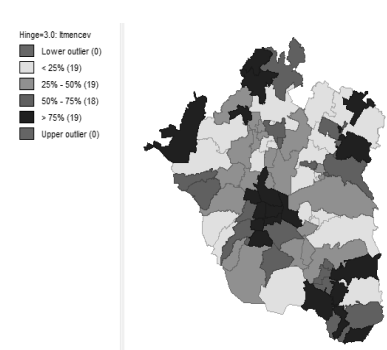 Hinge=3.0: ltmencev
Lower outlier (0)
< 25% (19)
25% - 50% (19)
50% - 75% (18)
> 75% (19)
Upper outlier (0)